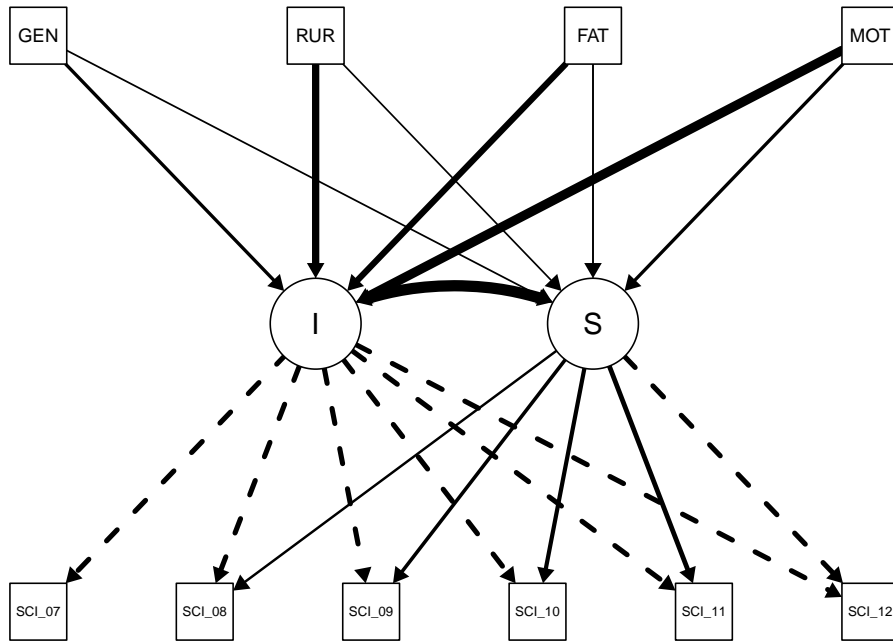 GEN
RUR
FAT
MOT
I
S
SCI_07
SCI_08
SCI_09
SCI_10
SCI_11
SCI_12